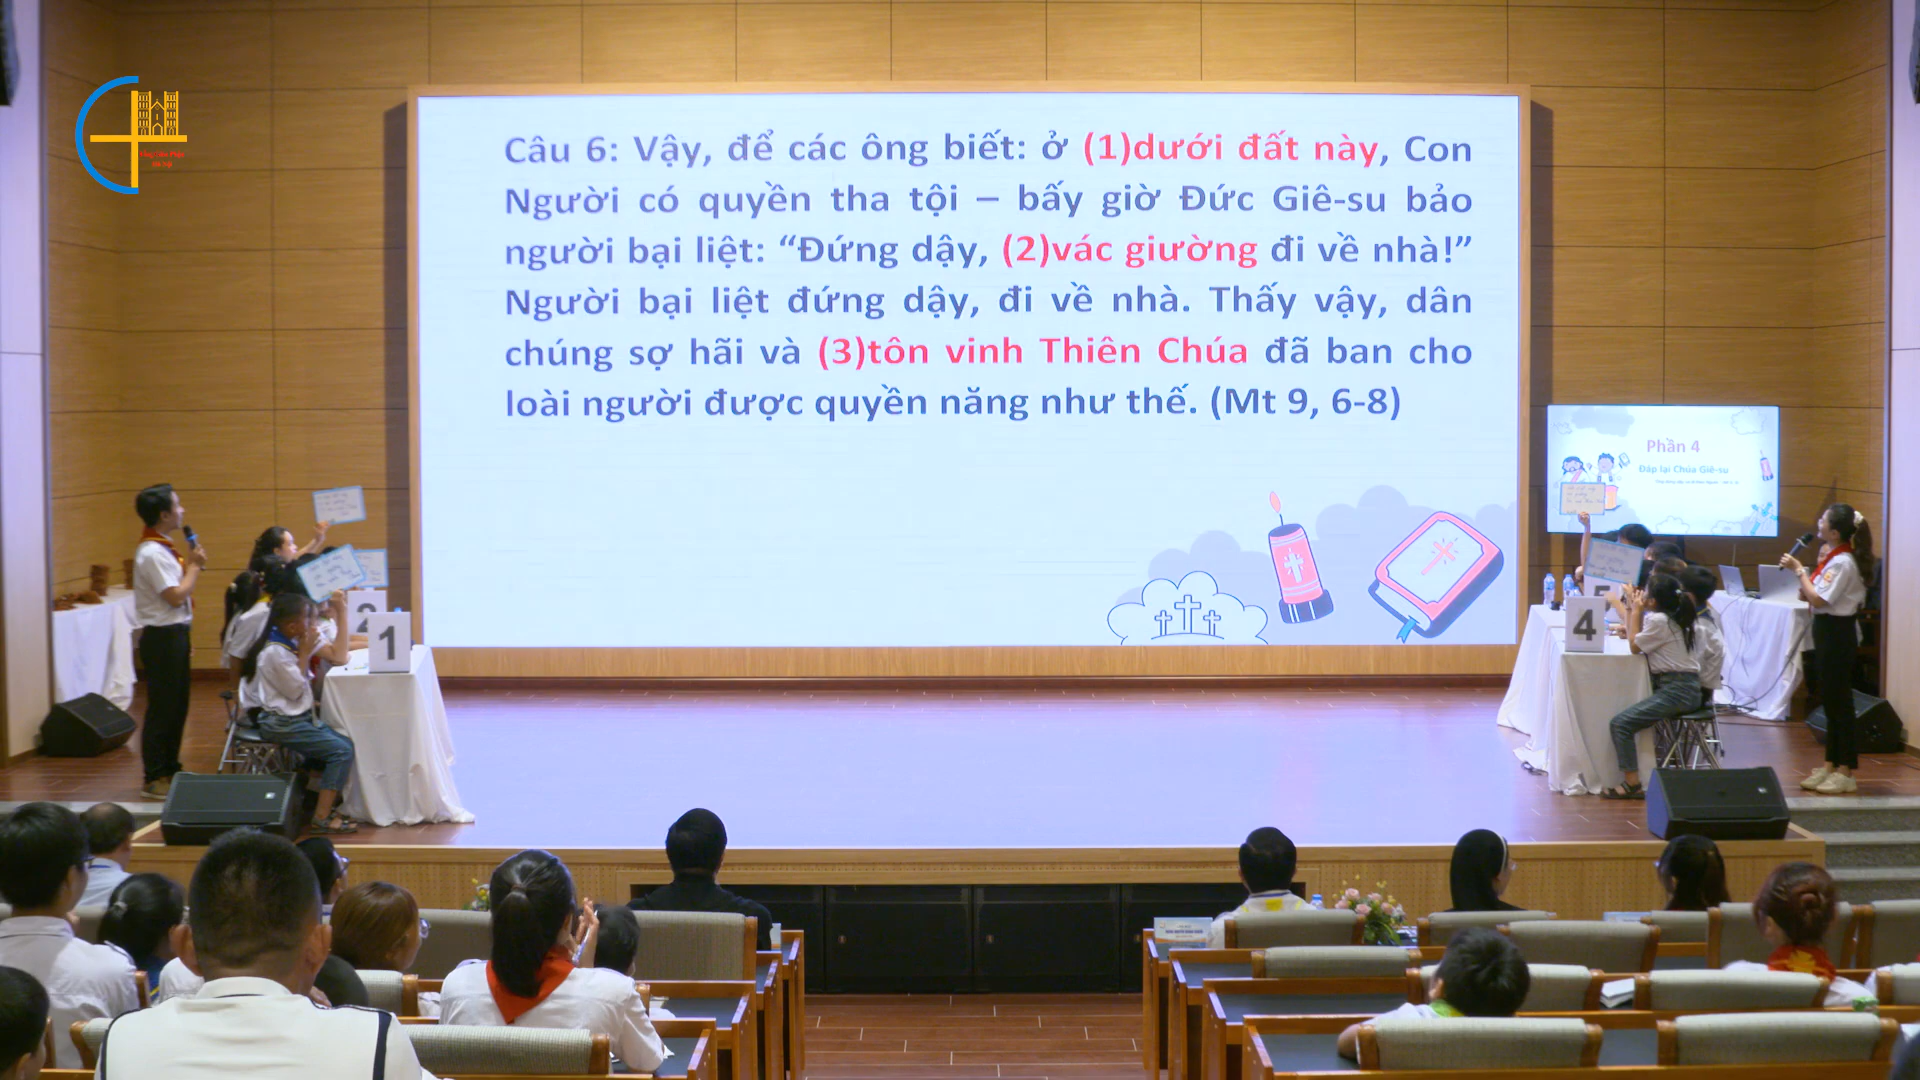 Câu 6: Vậy, để các ông biết: ở (1)dưới đất này, Con
Người có quyền tha tội – bấy giờ Đức Giê-su bảo
người bại liệt: “Đứng dậy, (2)vác giường đi về nhà!”
Người bại liệt đứng dậy, đi về nhà. Thấy vậy, dân
chúng sợ hãi và (3)tôn vinh Thiên Chúa đã ban cho
loài người được quyền năng như thế. (Mt 9, 6-8)
Phần 4
Đáp lại Chúa Giê-su
2
1
5
4